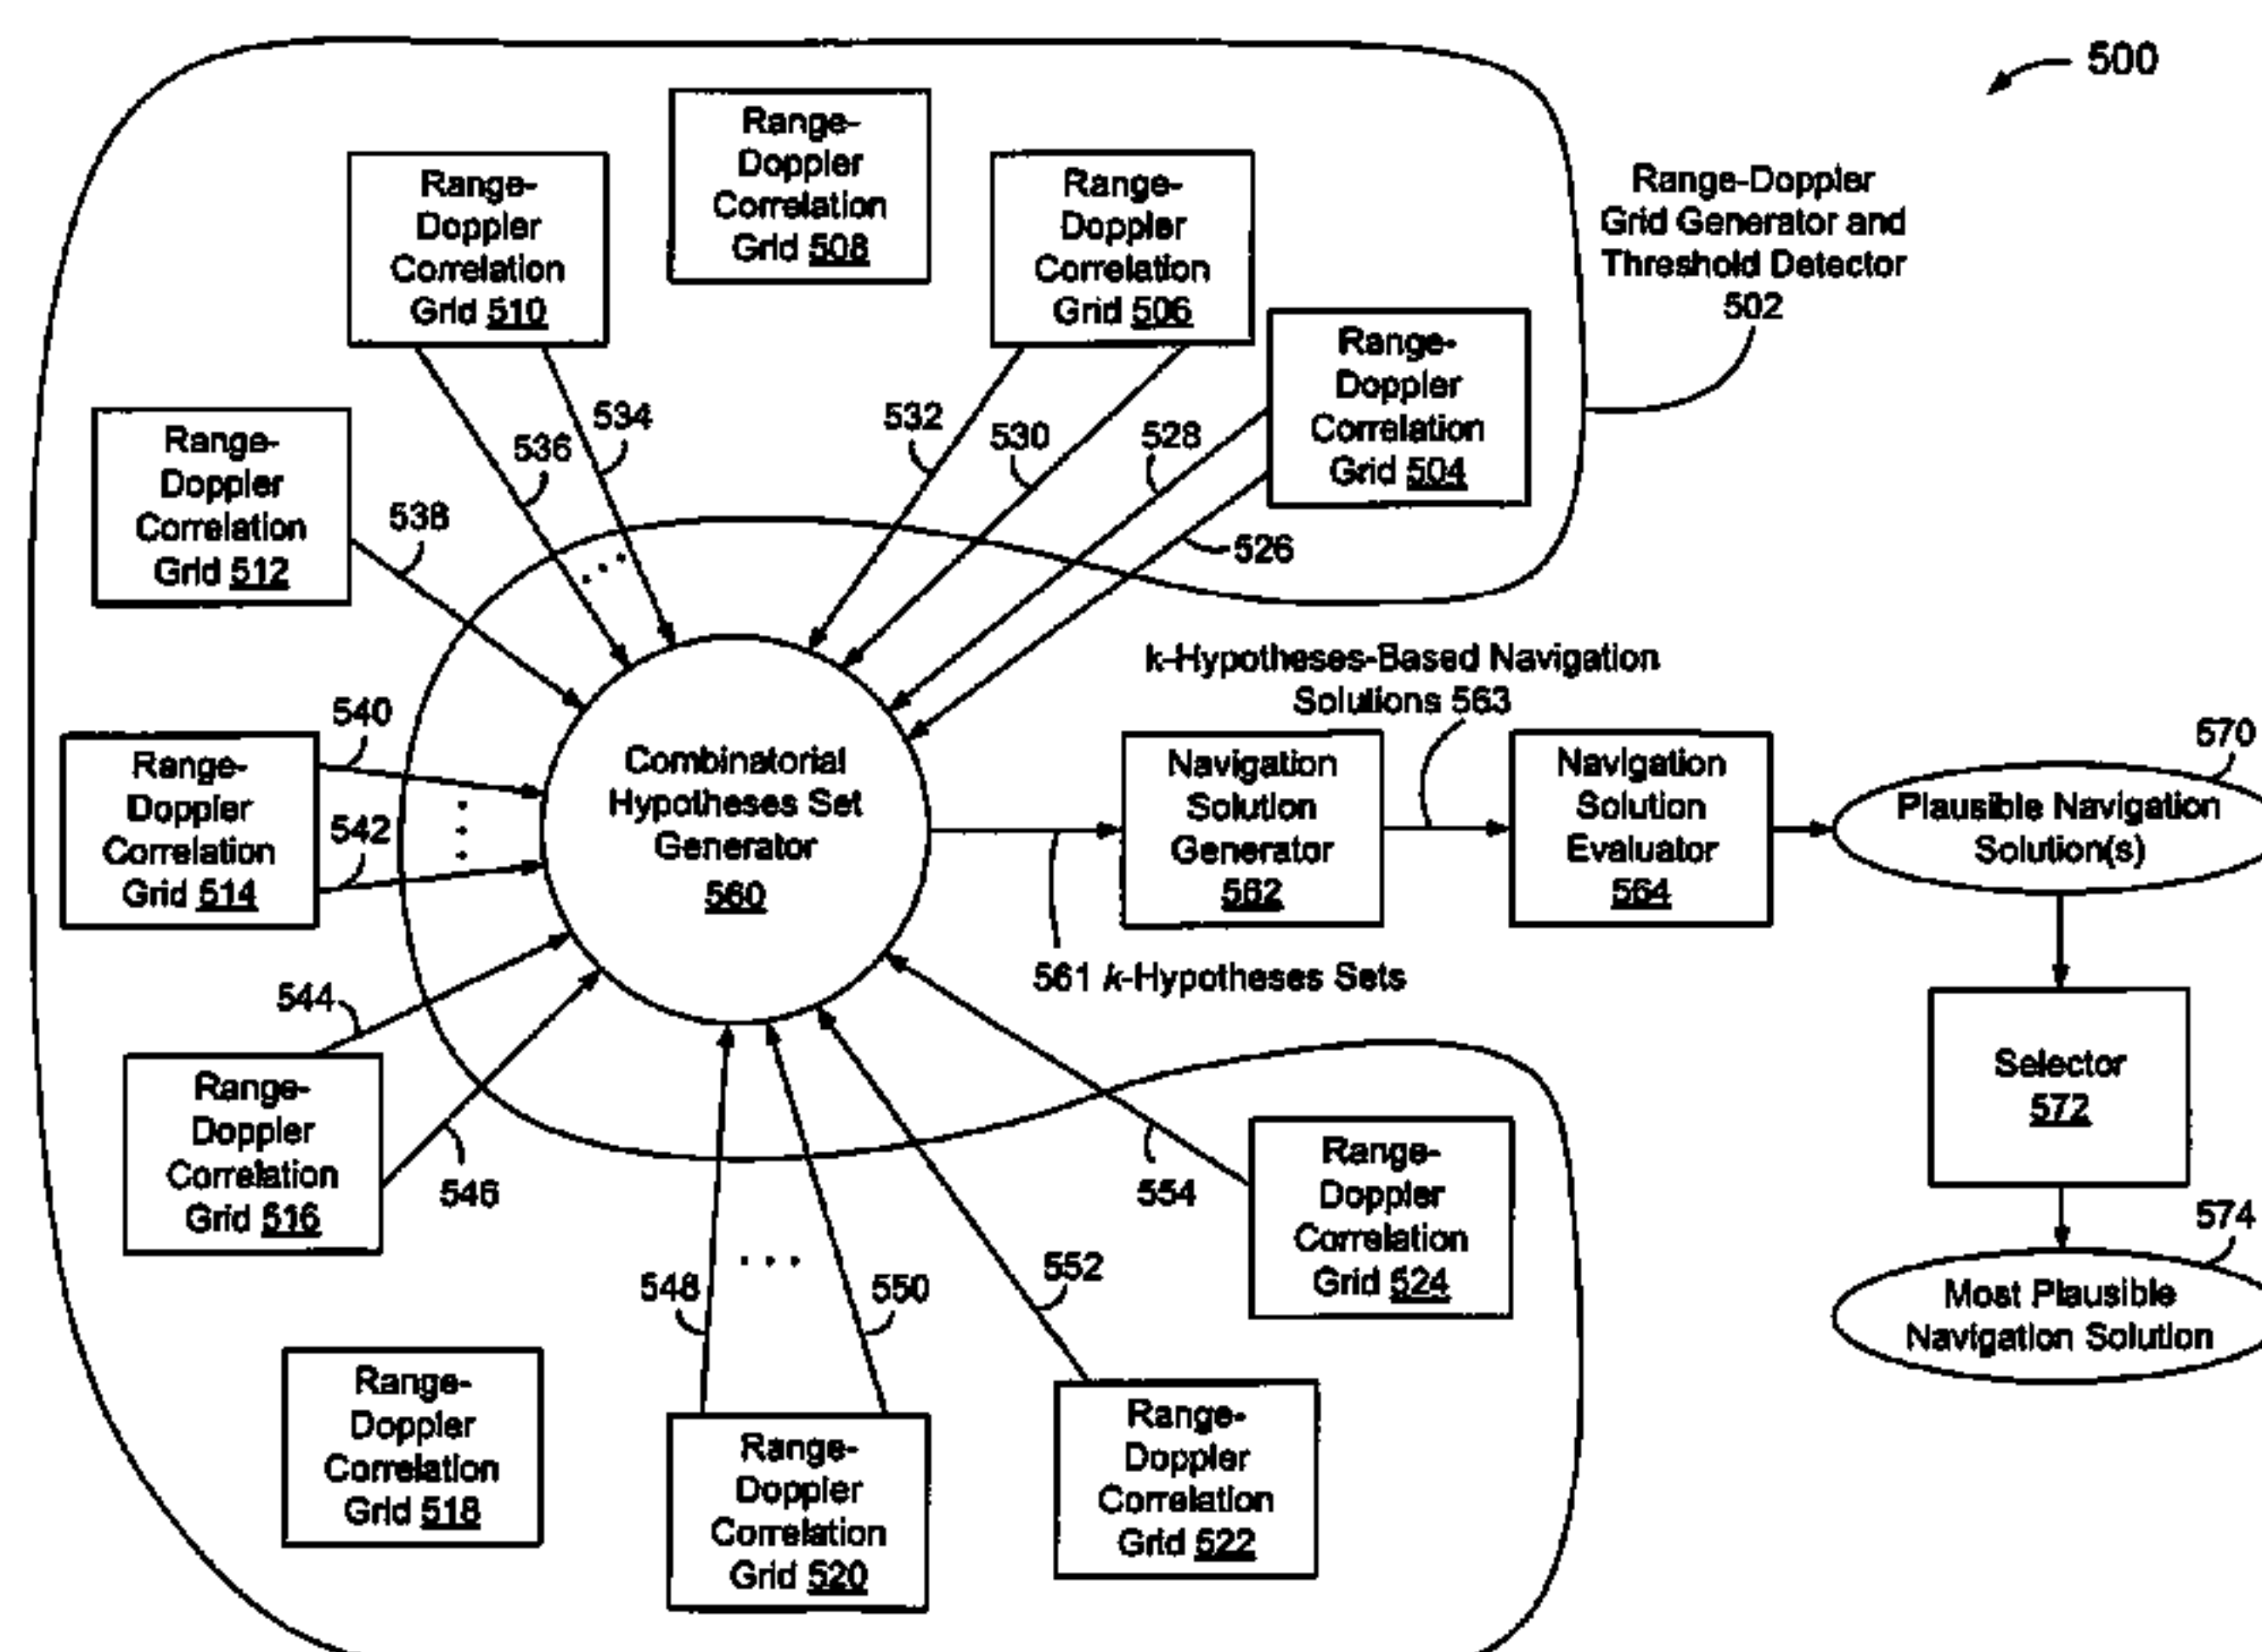 500
Range-
Doppler
Correlation
Grid 508
Range-
Doppler
Correlation
Grid 510
Range-
Doppler
Correlation
Grid 506
Range-Doppler
Grid Generator and
Threshold Detector
502
Range-
Doppler
Correlation
Grid 504
534
536
532
530
528
526
Range-
Doppler
Correlation
Grid 512
538
k-Hypotheses-Based Navigation
Solutions 563
540
542
Range-
Doppler
Correlation
Grid 514
Combinatorial
Hypotheses Set
Generator
560
Navigation
Solution
Generator
562
Navigation
Solution
Evaluator
564
570
Plausible Navigation
Solution(s)
561 k-Hypotheses Sets
544
546
Range-
Doppler
Correlation
Grid 516
Selector
572
554
Range-
Doppler
Correlation
Grid 524
574
Most Plausible
Navigation Solution
548
550
552
Range-
Doppler
Correlation
Grid 518
Range-
Doppler
Correlation
Grid 520
Range-
Doppler
Correlation
Grid 522